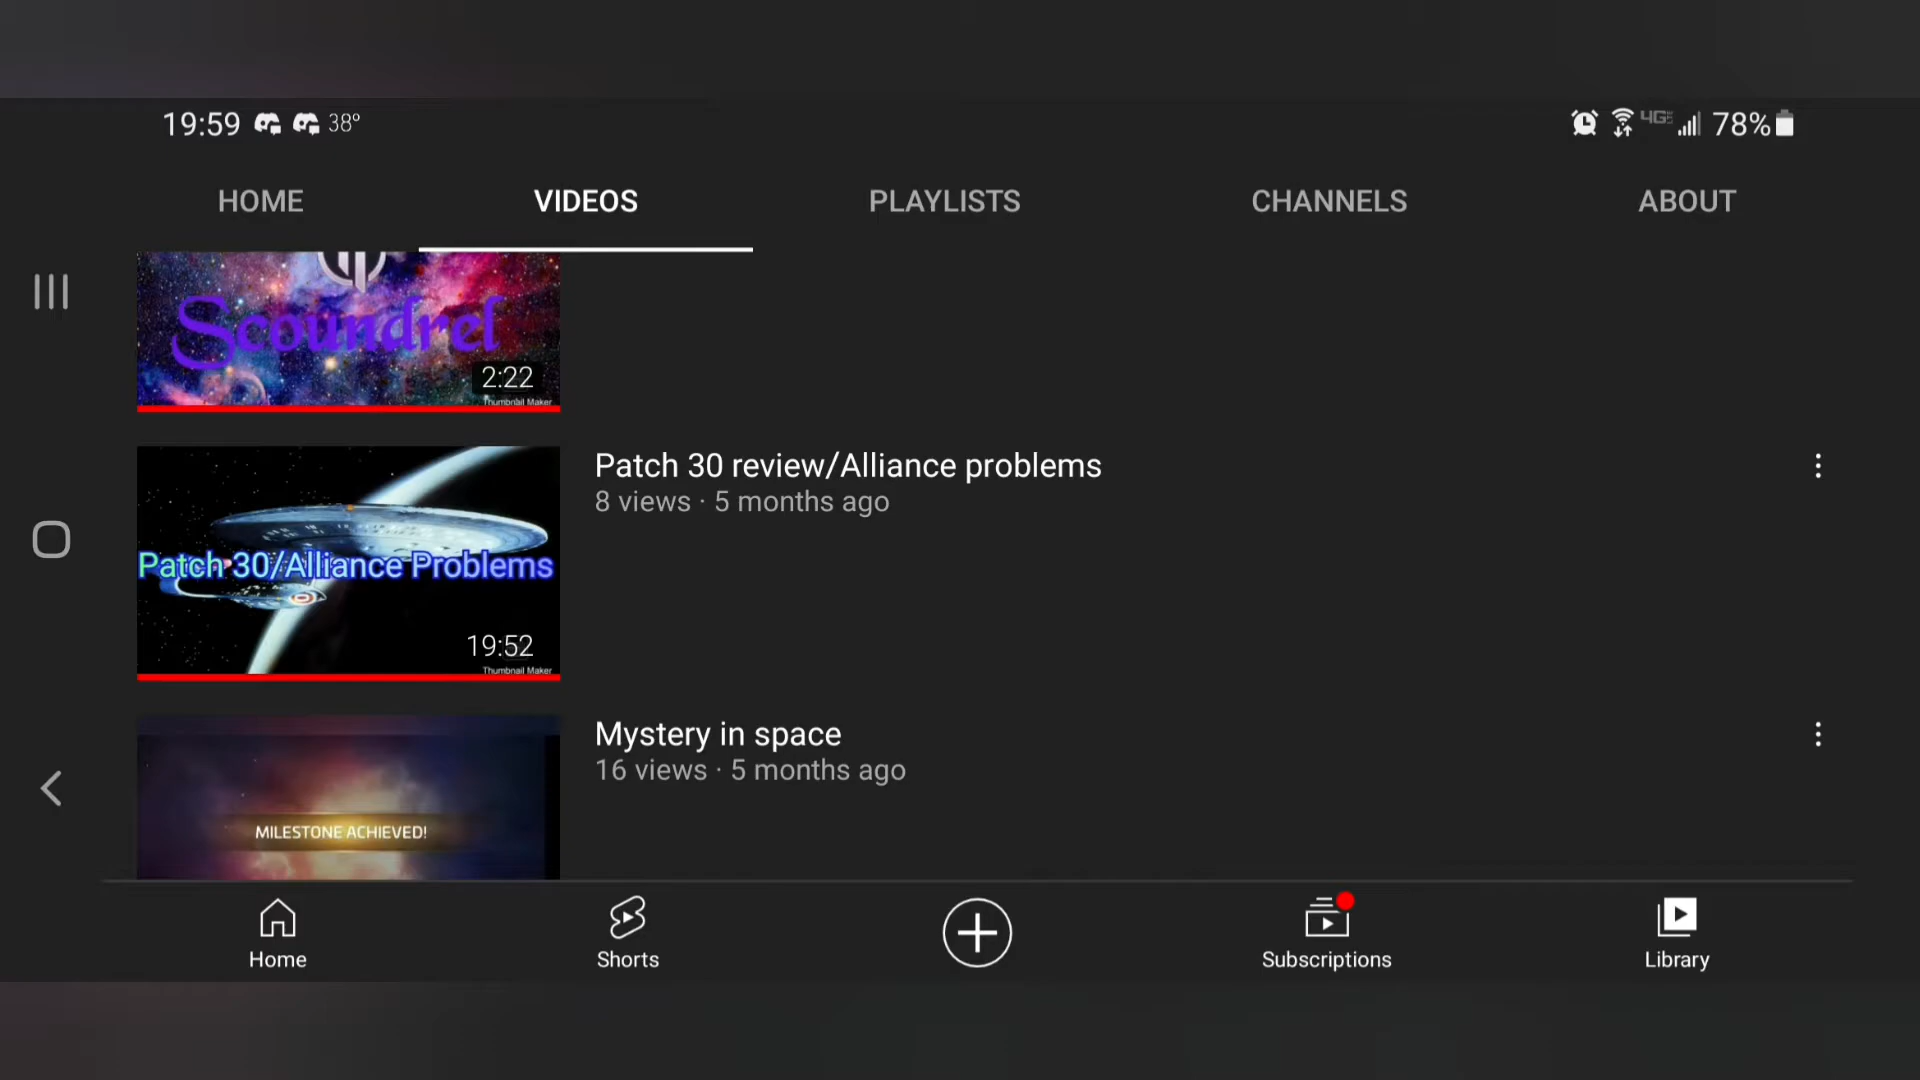 19:59 38° 4G 78%
HOME VIDEOS PLAYLISTS CHANNELS ABOUT
Scoundrel
2:22
Thumbnail Maker
Patch 30 review/Alliance problems
8 views · 5 months ago
Patch 30/Alliance Problems
19:52
Thumbnail Maker
Mystery in space
16 views · 5 months ago
MILESTONE ACHIEVED!
Home Shorts Subscriptions Library